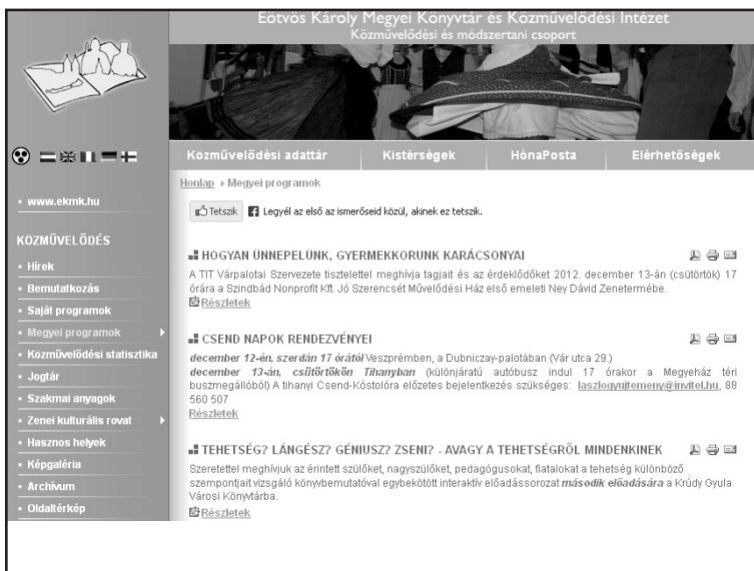 Eötvös Károly Megyei Könyvtár és Közművelődési Intézet
Közművelődési és módszertani csoport
Közművelődési adattár
Kistérségek
HónaPosta
Elérhetőségek
www.ekmk.hu
KÖZMŰVELŐDÉS
Hírek
Bemutatkozás
Saját programok
Megyei programok
Közművelődési statisztika
Jogtár
Szakmai anyagok
Zenei kulturális rovat
Hasznos helyek
Képgaléria
Archívum
Oldaltérkép
Honlap › Megyei programok
Tetszik Legyél az első az ismerőseid közül, akinek ez tetszik.
HOGYAN ÜNNEPELÜNK, GYERMEKKORUNK KARÁCSONYAI
A TIT Várpalotai Szervezete tisztelettel meghívja tagjait és az érdeklődőket 2012. december 13-án (csütörtök) 17
órára a Szindbád Nonprofit Kft. Jó Szerencsét Művelődési Ház első emeleti Ney Dávid Zenetermébe.
Részletek
CSEND NAPOK RENDEZVÉNYEI
december 12-én, szerdán 17 órától Veszprémben, a Dubniczay-palotában (Vár utca 29.)
december 13-án, csütörtökön Tihanyban (különjáratú autóbusz indul 17 órakor a Megyeház téri
buszmegállóból) A tihanyi Csend-Kóstolóra előzetes bejelentkezés szükséges: laszlogyujtemeny@invitel.hu, 88
560 507
Részletek
TEHETSÉG? LÁNGÉSZ? GÉNIUSZ? ZSENI? - AVAGY A TEHETSÉGRŐL MINDENKINEK
Szeretettel meghívjuk az érintett szülőket, nagyszülőket, pedagógusokat, fiatalokat a tehetség különböző
szempontjait vizsgáló könyvbemutatóval egybekötött interaktív előadássorozat második előadására a Krúdy Gyula
Városi Könyvtárba.
Részletek